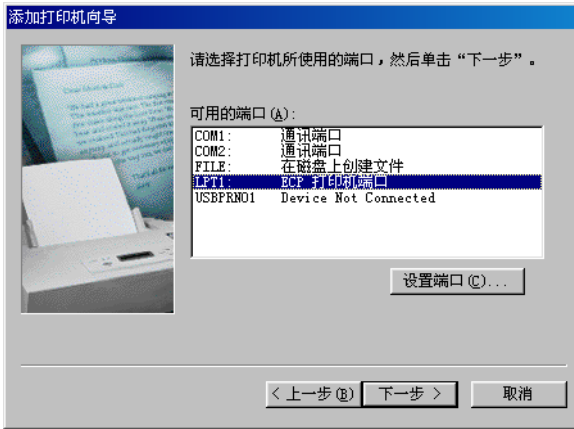 添加打印机向导
请选择打印机所使用的端口，然后单击“下一步”。
可用的端口(A):
COM1: 通讯端口
COM2: 通讯端口
FILE: 在磁盘上创建文件
LPT1: ECP 打印机端口
USBPRNO1 Device Not Connected
设置端口(C)...
< 上一步(B) 下一步 > 取消